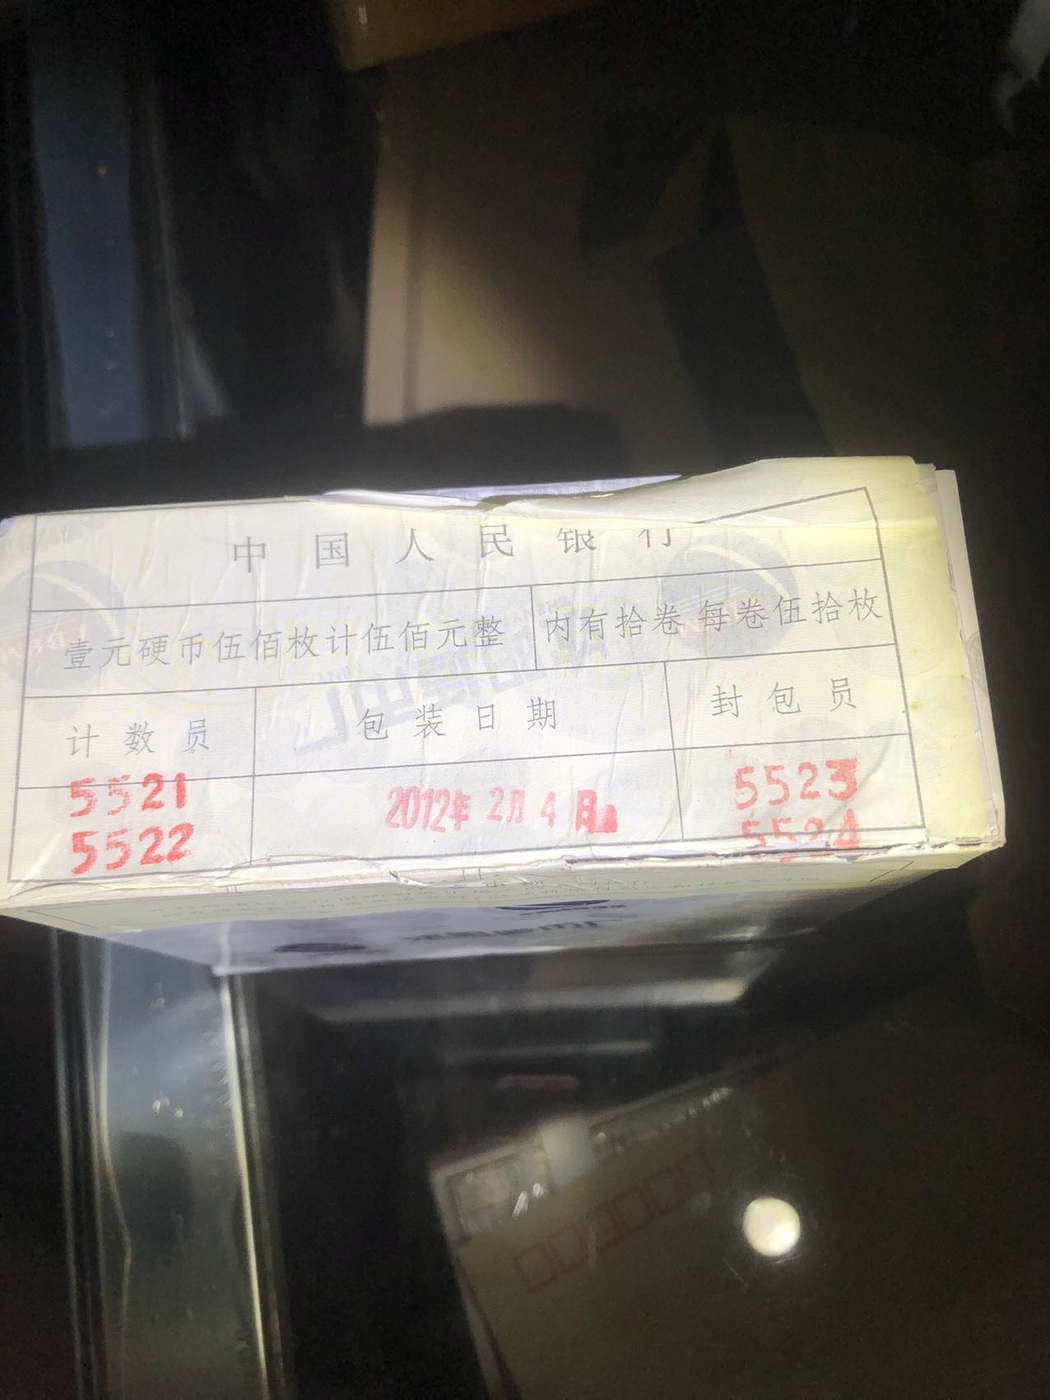 中国人民银行
壹元硬币伍佰枚计伍佰元整 内有拾卷 每卷伍拾枚
计数员 包装日期 封包员
5521 2012年 2月 4日 5523
5522 5524